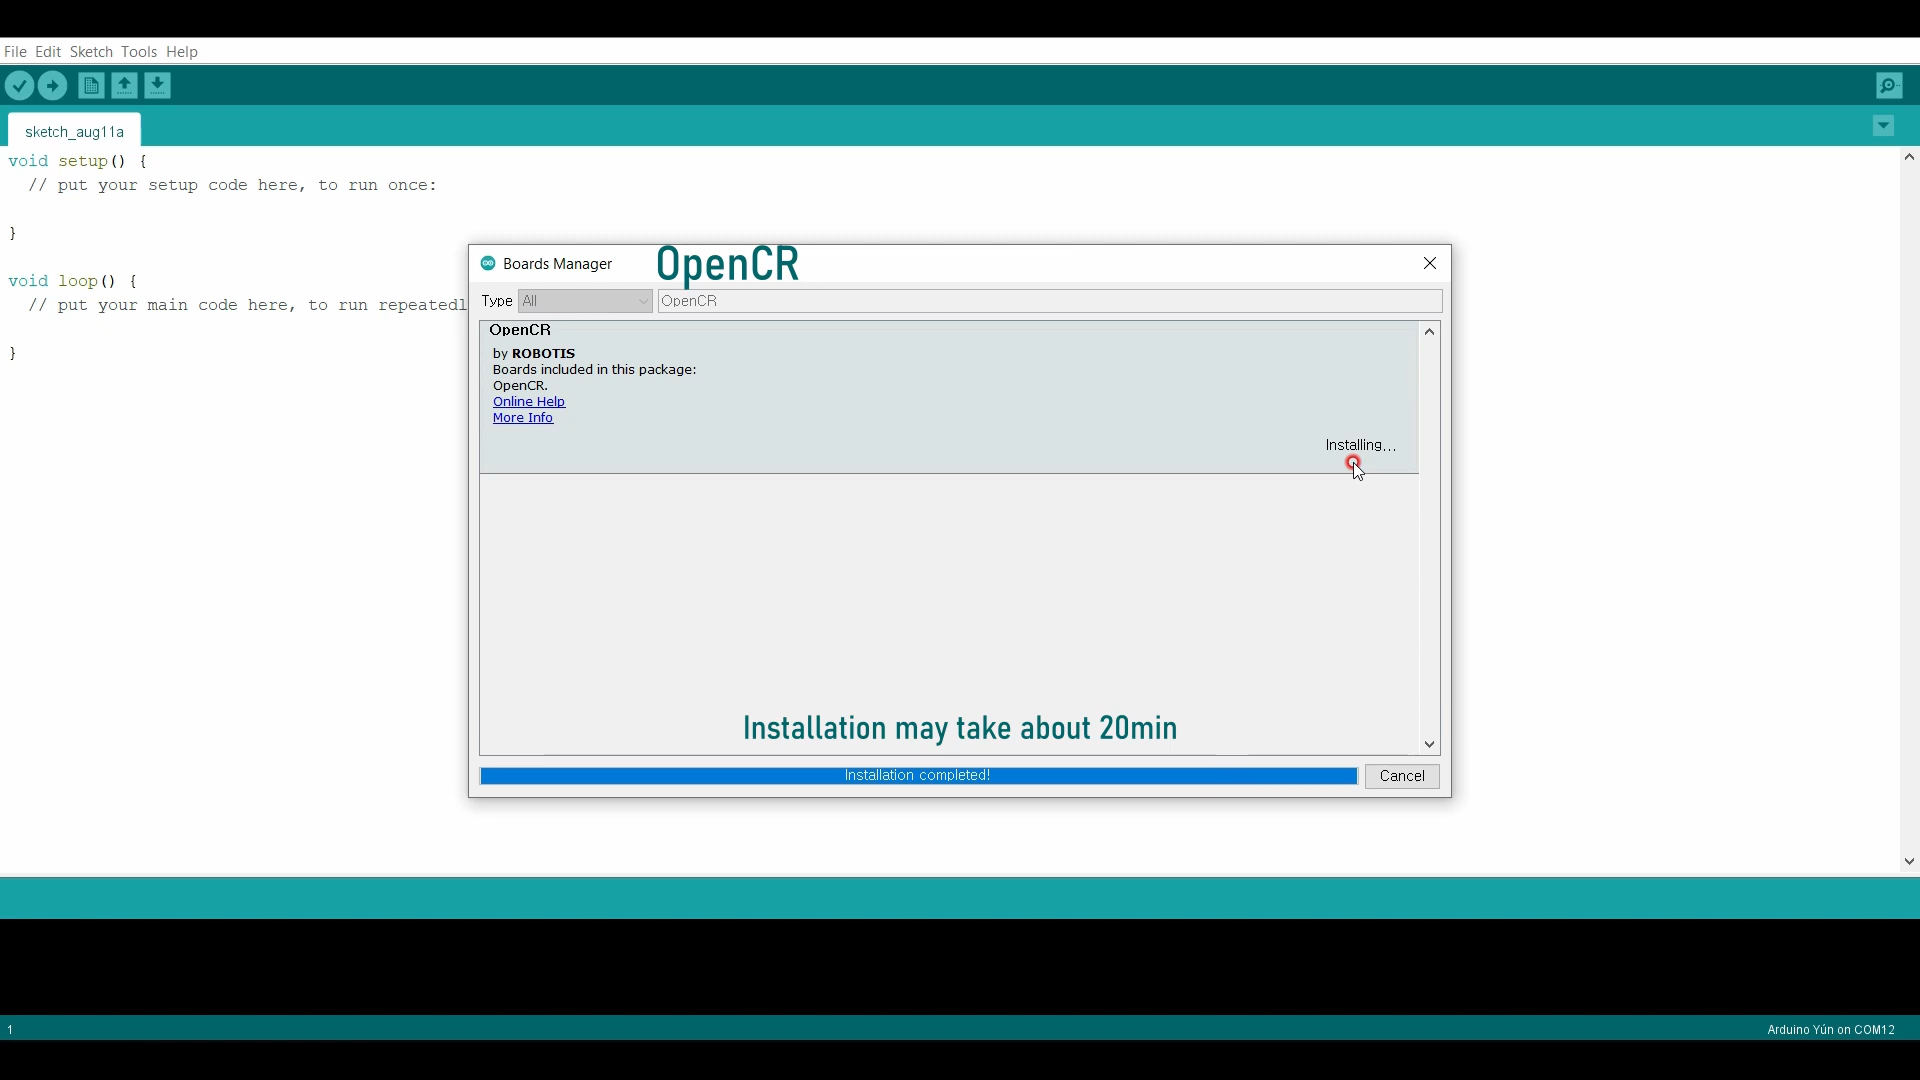 File Edit Sketch Tools Help
sketch_aug11a
void setup() {
// put your setup code here, to run once:
}
void loop() {
// put your main code here, to run repeatedl
}
Boards Manager
OpenCR
Type All OpenCR
OpenCR
by ROBOTIS
Boards included in this package:
OpenCR.
Online Help
More Info
Installing...
Installation may take about 20min
Installation completed!
Cancel
1
Arduino Yún on COM12